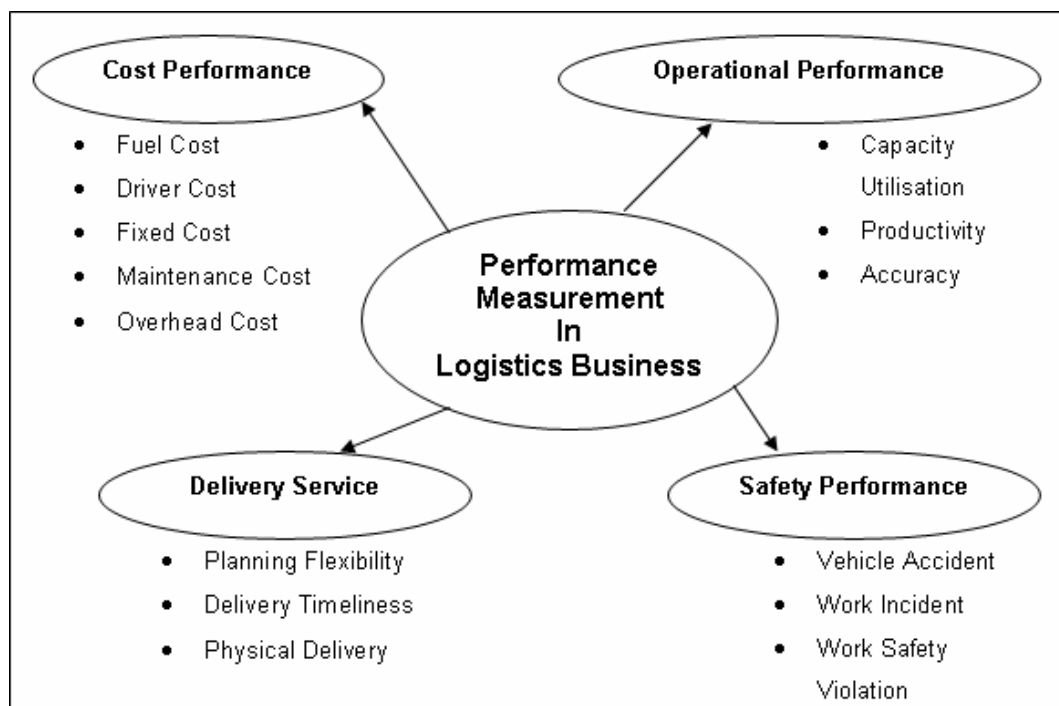 Cost Performance
• Fuel Cost
• Driver Cost
• Fixed Cost
• Maintenance Cost
• Overhead Cost
Operational Performance
• Capacity
Utilisation
• Productivity
• Accuracy
Performance
Measurement
In
Logistics Business
Delivery Service
• Planning Flexibility
• Delivery Timeliness
• Physical Delivery
Safety Performance
• Vehicle Accident
• Work Incident
• Work Safety
Violation